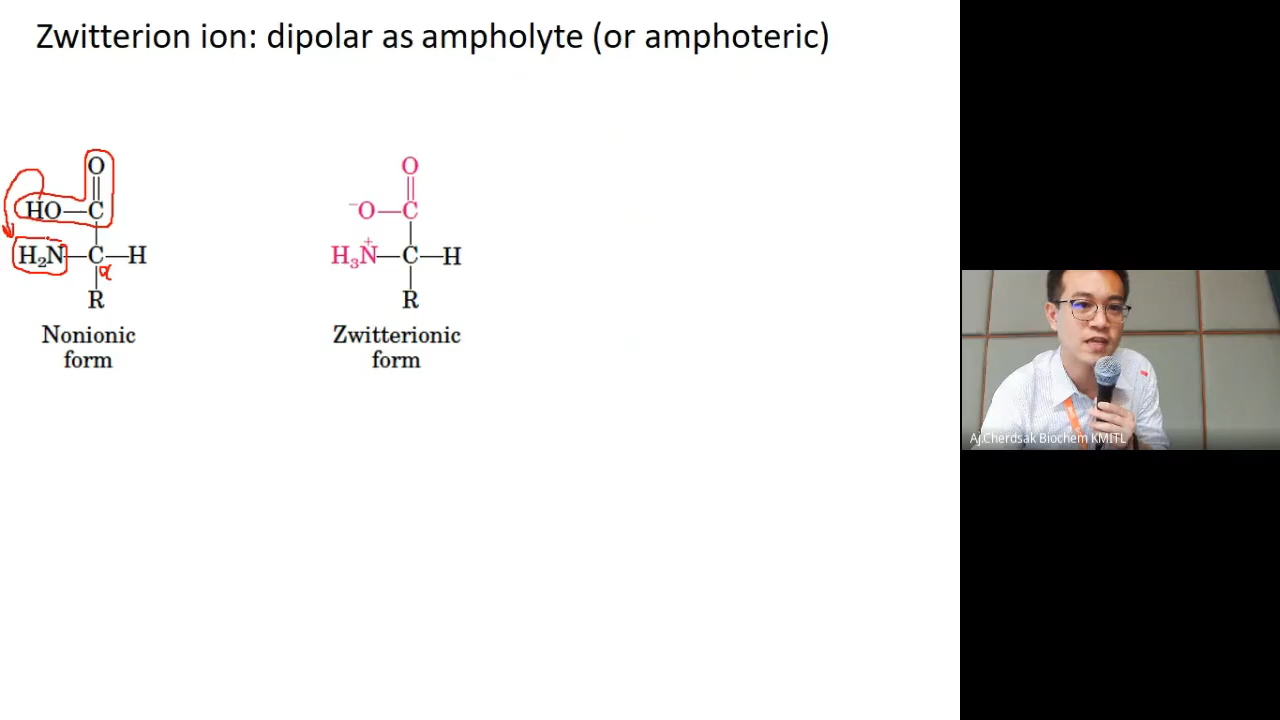 Zwitterion ion: dipolar as ampholyte (or amphoteric)
O
HO—C
H₂N—C—H
α
R
Nonionic
form
O
⁻O—C
H₃N⁺—C—H
R
Zwitterionic
form
Aj.Cherdsak Biochem KMITL